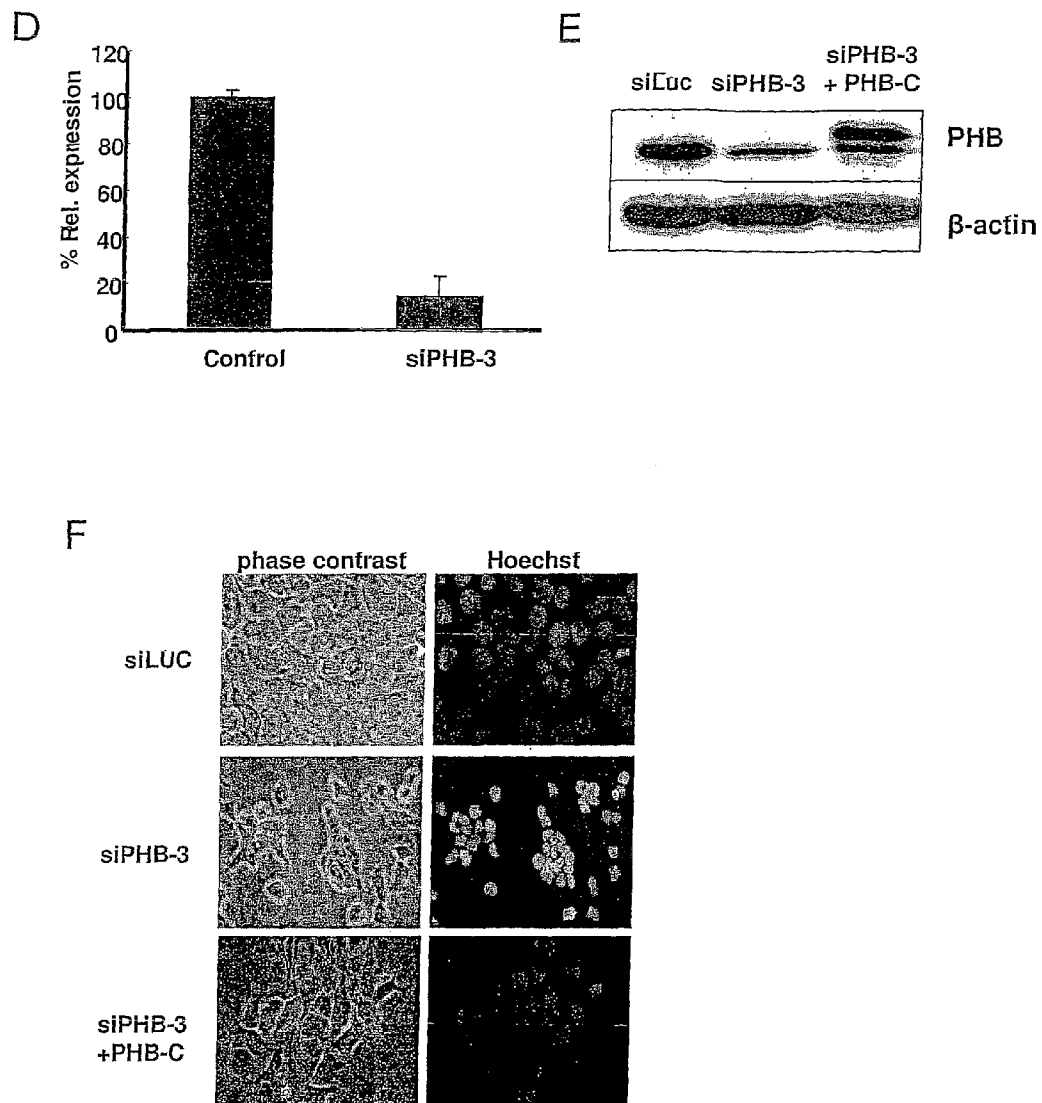 D
120
100
80
60
40
20
0
% Rel. expression
Control
siPHB-3
E
siLuc
siPHB-3
siPHB-3
+ PHB-C
PHB
β-actin
F
phase contrast
Hoechst
siLUC
siPHB-3
siPHB-3
+PHB-C